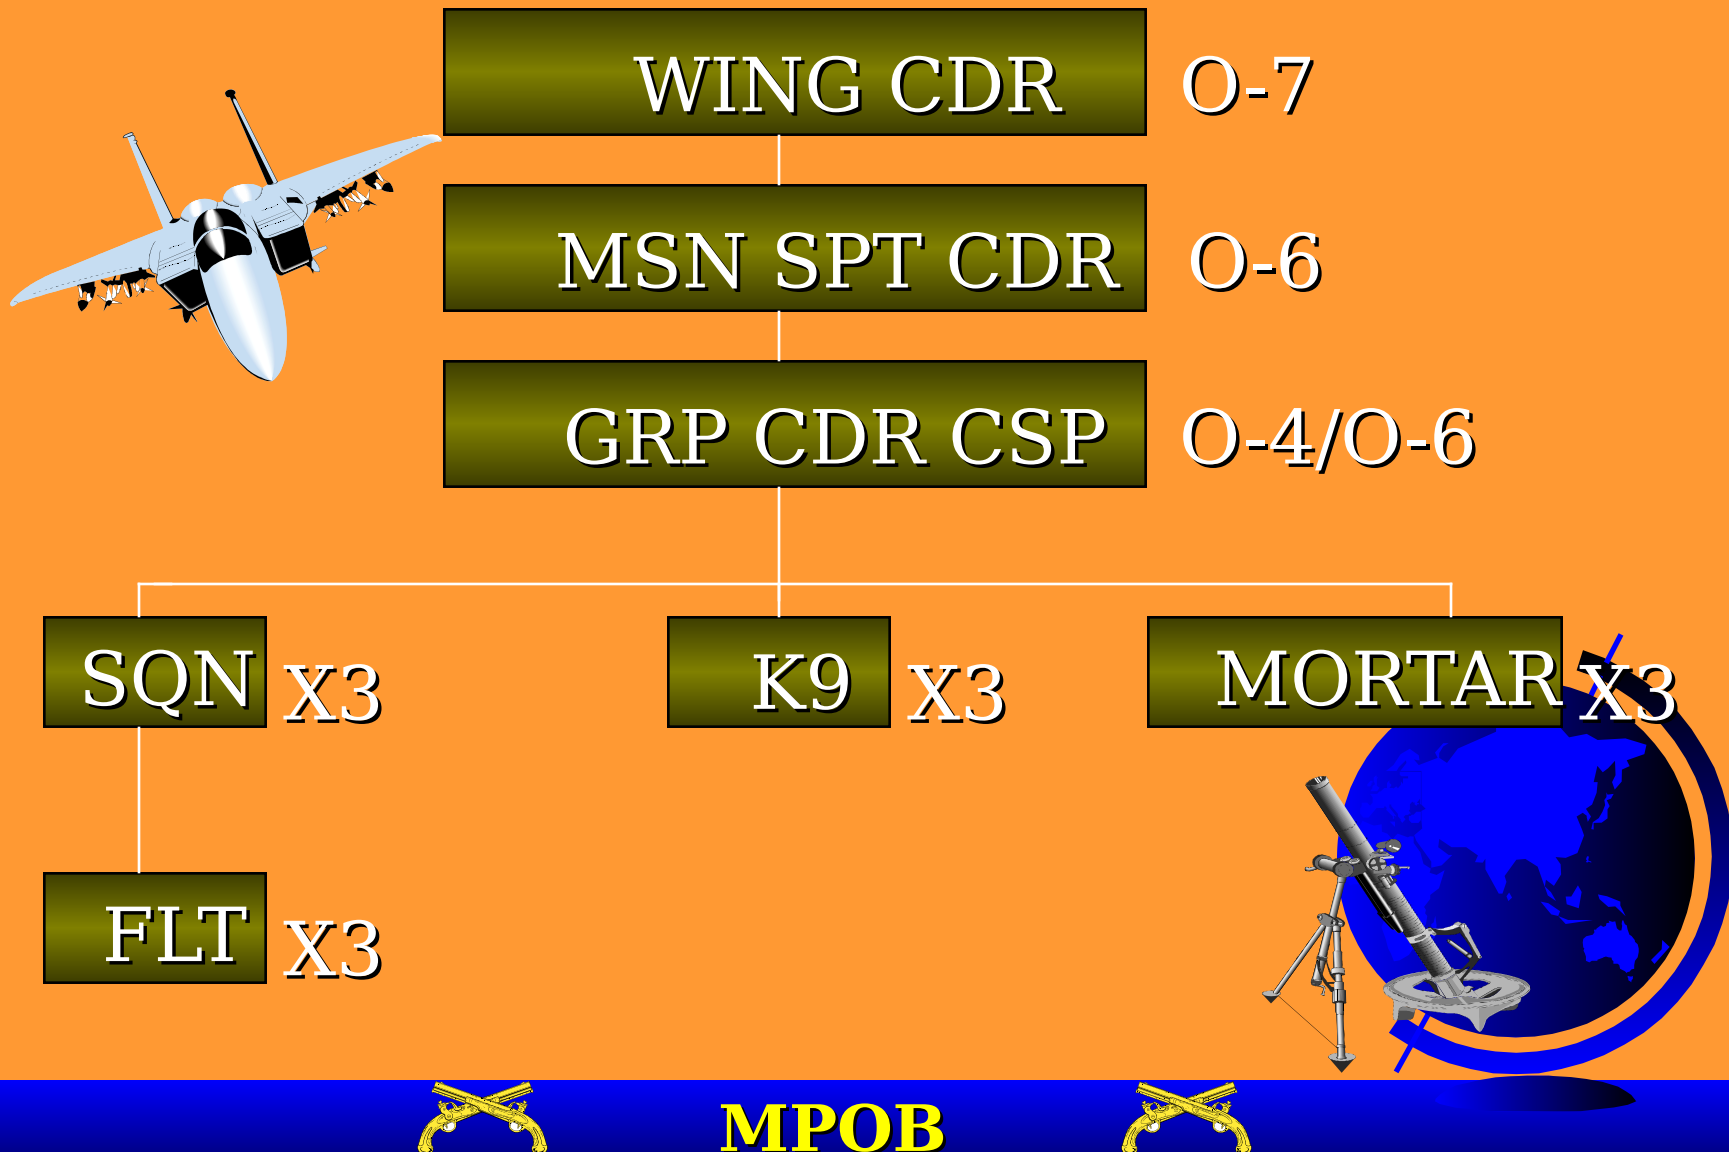 WING CDR O-7
MSN SPT CDR O-6
GRP CDR CSP O-4/O-6
SQN X3 K9 X3 MORTAR X3
FLT X3
MPOB